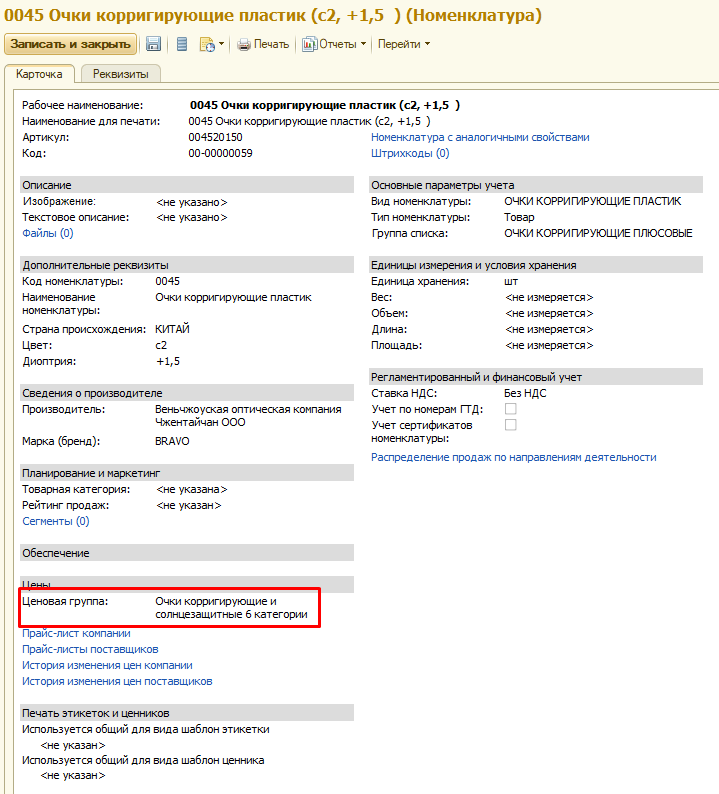 0045 Очки корригирующие пластик (c2, +1,5  ) (Номенклатура)
Записать и закрыть
Печать
Отчеты
Перейти
Карточка
Реквизиты
Рабочее наименование: 0045 Очки корригирующие пластик (c2, +1,5  )
Наименование для печати: 0045 Очки корригирующие пластик (c2, +1,5  )
Артикул: 004520150
Номенклатура с аналогичными свойствами
Код: 00-00000059
Штрихкоды (0)
Описание
Изображение: <не указано>
Текстовое описание: <не указано>
Файлы (0)
Основные параметры учета
Вид номенклатуры: ОЧКИ КОРРИГИРУЮЩИЕ ПЛАСТИК
Тип номенклатуры: Товар
Группа списка: ОЧКИ КОРРИГИРУЮЩИЕ ПЛЮСОВЫЕ
Дополнительные реквизиты
Код номенклатуры: 0045
Наименование номенклатуры: Очки корригирующие пластик
Страна происхождения: КИТАЙ
Цвет: c2
Диоптрия: +1,5
Единицы измерения и условия хранения
Единица хранения: шт
Вес: <не измеряется>
Объем: <не измеряется>
Длина: <не измеряется>
Площадь: <не измеряется>
Сведения о производителе
Производитель: Веньчжоуская оптическая компания
Чжентайчан ООО
Марка (бренд): BRAVO
Регламентированный и финансовый учет
Ставка НДС: Без НДС
Учет по номерам ГТД:
Учет сертификатов
номенклатуры:
Распределение продаж по направлениям деятельности
Планирование и маркетинг
Товарная категория: <не указана>
Рейтинг продаж: <не указан>
Сегменты (0)
Обеспечение
Цены
Ценовая группа: Очки корригирующие и
солнцезащитные 6 категории
Прайс-лист компании
Прайс-листы поставщиков
История изменения цен компании
История изменения цен поставщиков
Печать этикеток и ценников
Используется общий для вида шаблон этикетки
<не указан>
Используется общий для вида шаблон ценника
<не указан>